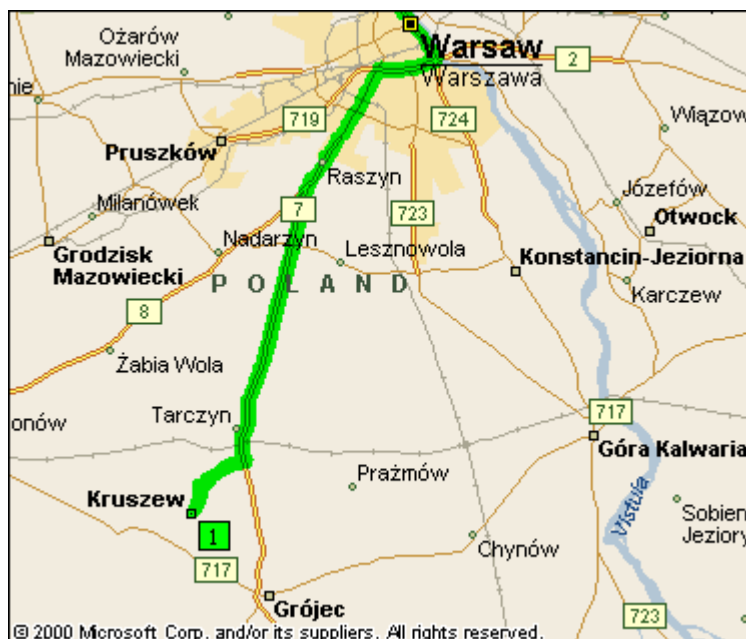 Ożarów
Mazowiecki
Warsaw
Warszawa
2
nie
719
724
Wiązow
Pruszków
Raszyn
Milanówek
7
723
Józefów
Otwock
Grodzisk
Mazowiecki
Nadarzyn
Lesznowola
Konstancin-Jeziorna
POLAND
Karczew
8
Żabia Wola
onów
Tarczyn
717
Góra Kalwaria
Prażmów
Kruszew
1
Vistula
Sobien
Jeziory
Chynów
717
Grójec
723
© 2000 Microsoft Corp. and/or its suppliers. All rights reserved.